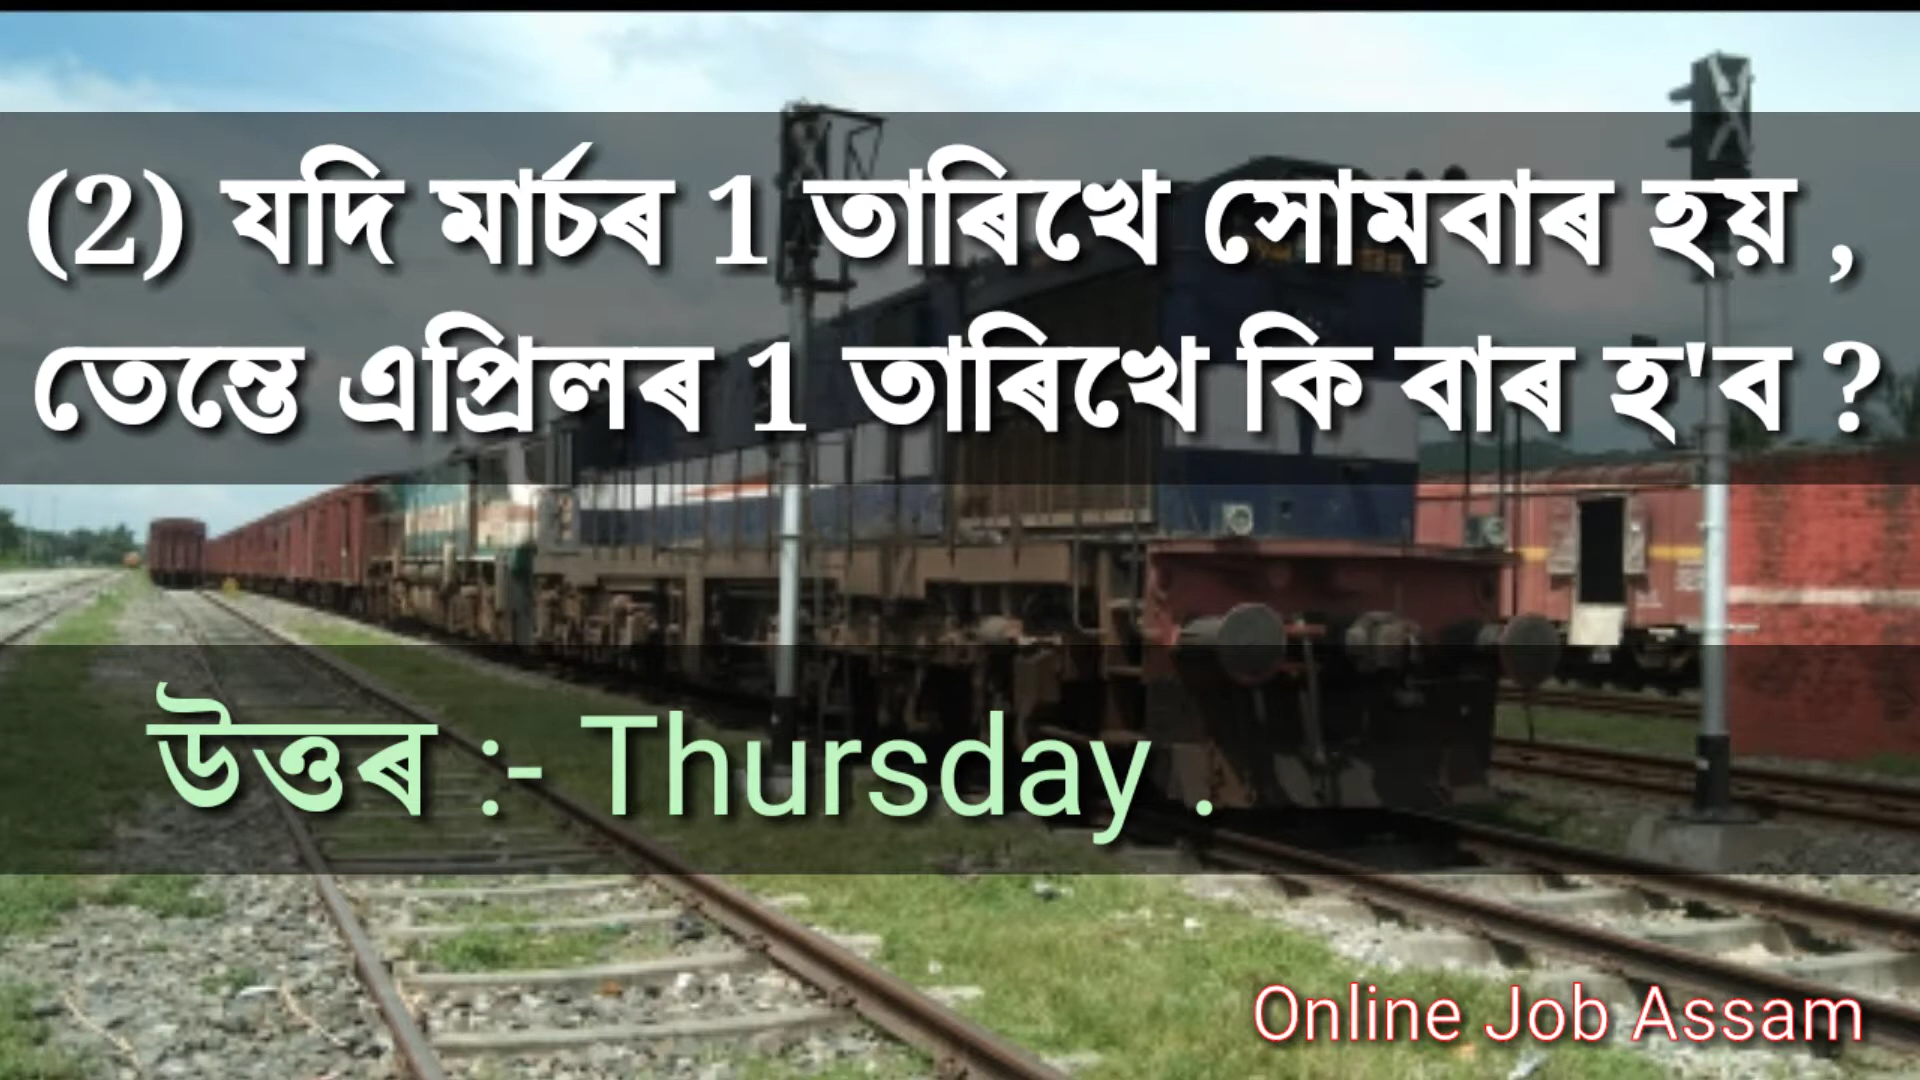 (2) যদি মাৰ্চৰ 1 তাৰিখে সোমবাৰ হয় ,
তেন্তে এপ্ৰিলৰ 1 তাৰিখে কি বাৰ হ'ব ?
উত্তৰ :- Thursday .
Online Job Assam